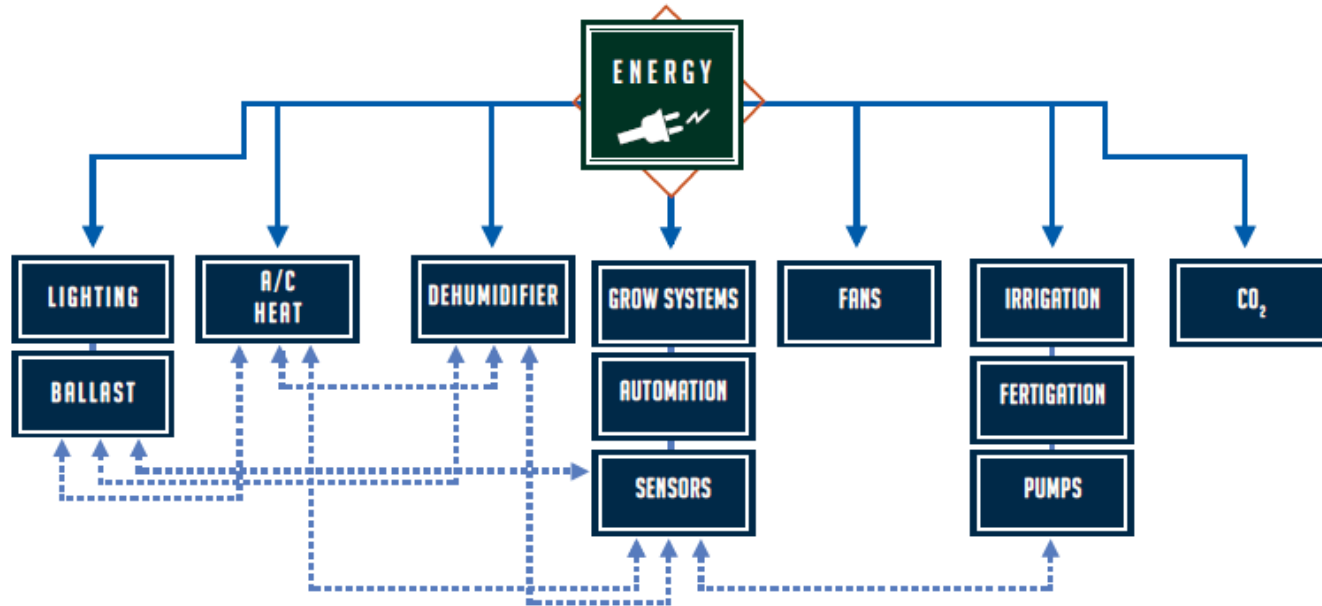 ENERGY
LIGHTING
A/C
HEAT
DEHUMIDIFIER
GROW SYSTEMS
FANS
IRRIGATION
CO₂
BALLAST
AUTOMATION
FERTIGATION
SENSORS
PUMPS